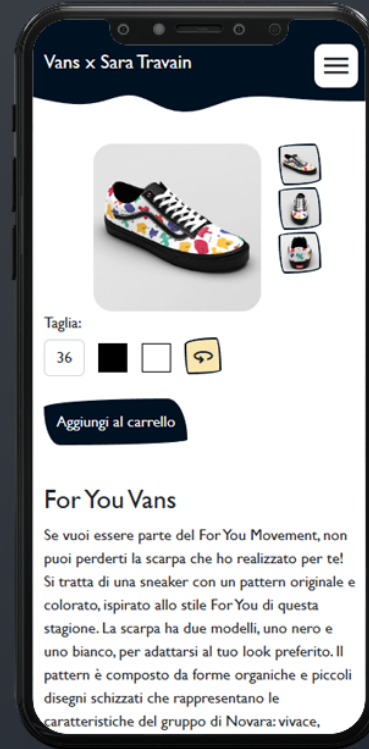 Vans x Sara Travain
Taglia:
36
Aggiungi al carrello
For You Vans
Se vuoi essere parte del For You Movement, non
puoi perderti la scarpa che ho realizzato per te!
Si tratta di una sneaker con un pattern originale e
colorato, ispirato allo stile For You di questa
stagione. La scarpa ha due modelli, uno nero e
uno bianco, per adattarsi al tuo look preferito. Il
pattern è composto da forme organiche e piccoli
disegni schizzati che rappresentano le
caratteristiche del gruppo di Novara: vivace,